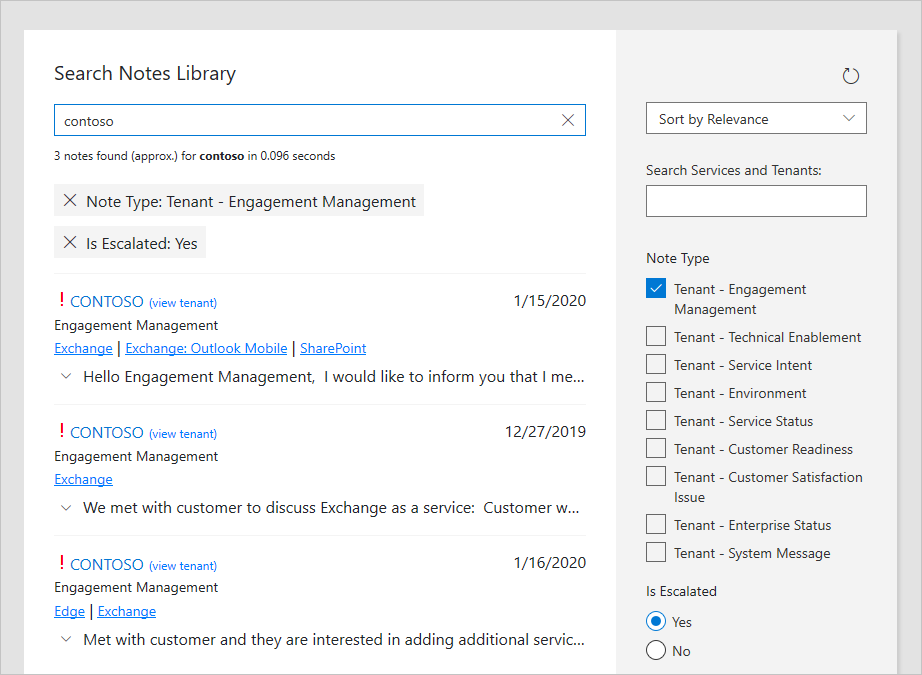 Search Notes Library
contoso
3 notes found (approx.) for contoso in 0.096 seconds
Note Type: Tenant - Engagement Management
Is Escalated: Yes
! CONTOSO (view tenant) 1/15/2020
Engagement Management
Exchange | Exchange: Outlook Mobile | SharePoint
Hello Engagement Management, I would like to inform you that I me...
! CONTOSO (view tenant) 12/27/2019
Engagement Management
Exchange
We met with customer to discuss Exchange as a service: Customer w...
! CONTOSO (view tenant) 1/16/2020
Engagement Management
Edge | Exchange
Met with customer and they are interested in adding additional servic...
Sort by Relevance
Search Services and Tenants:
Note Type
Tenant - Engagement
Management
Tenant - Technical Enablement
Tenant - Service Intent
Tenant - Environment
Tenant - Service Status
Tenant - Customer Readiness
Tenant - Customer Satisfaction
Issue
Tenant - Enterprise Status
Tenant - System Message
Is Escalated
Yes
No